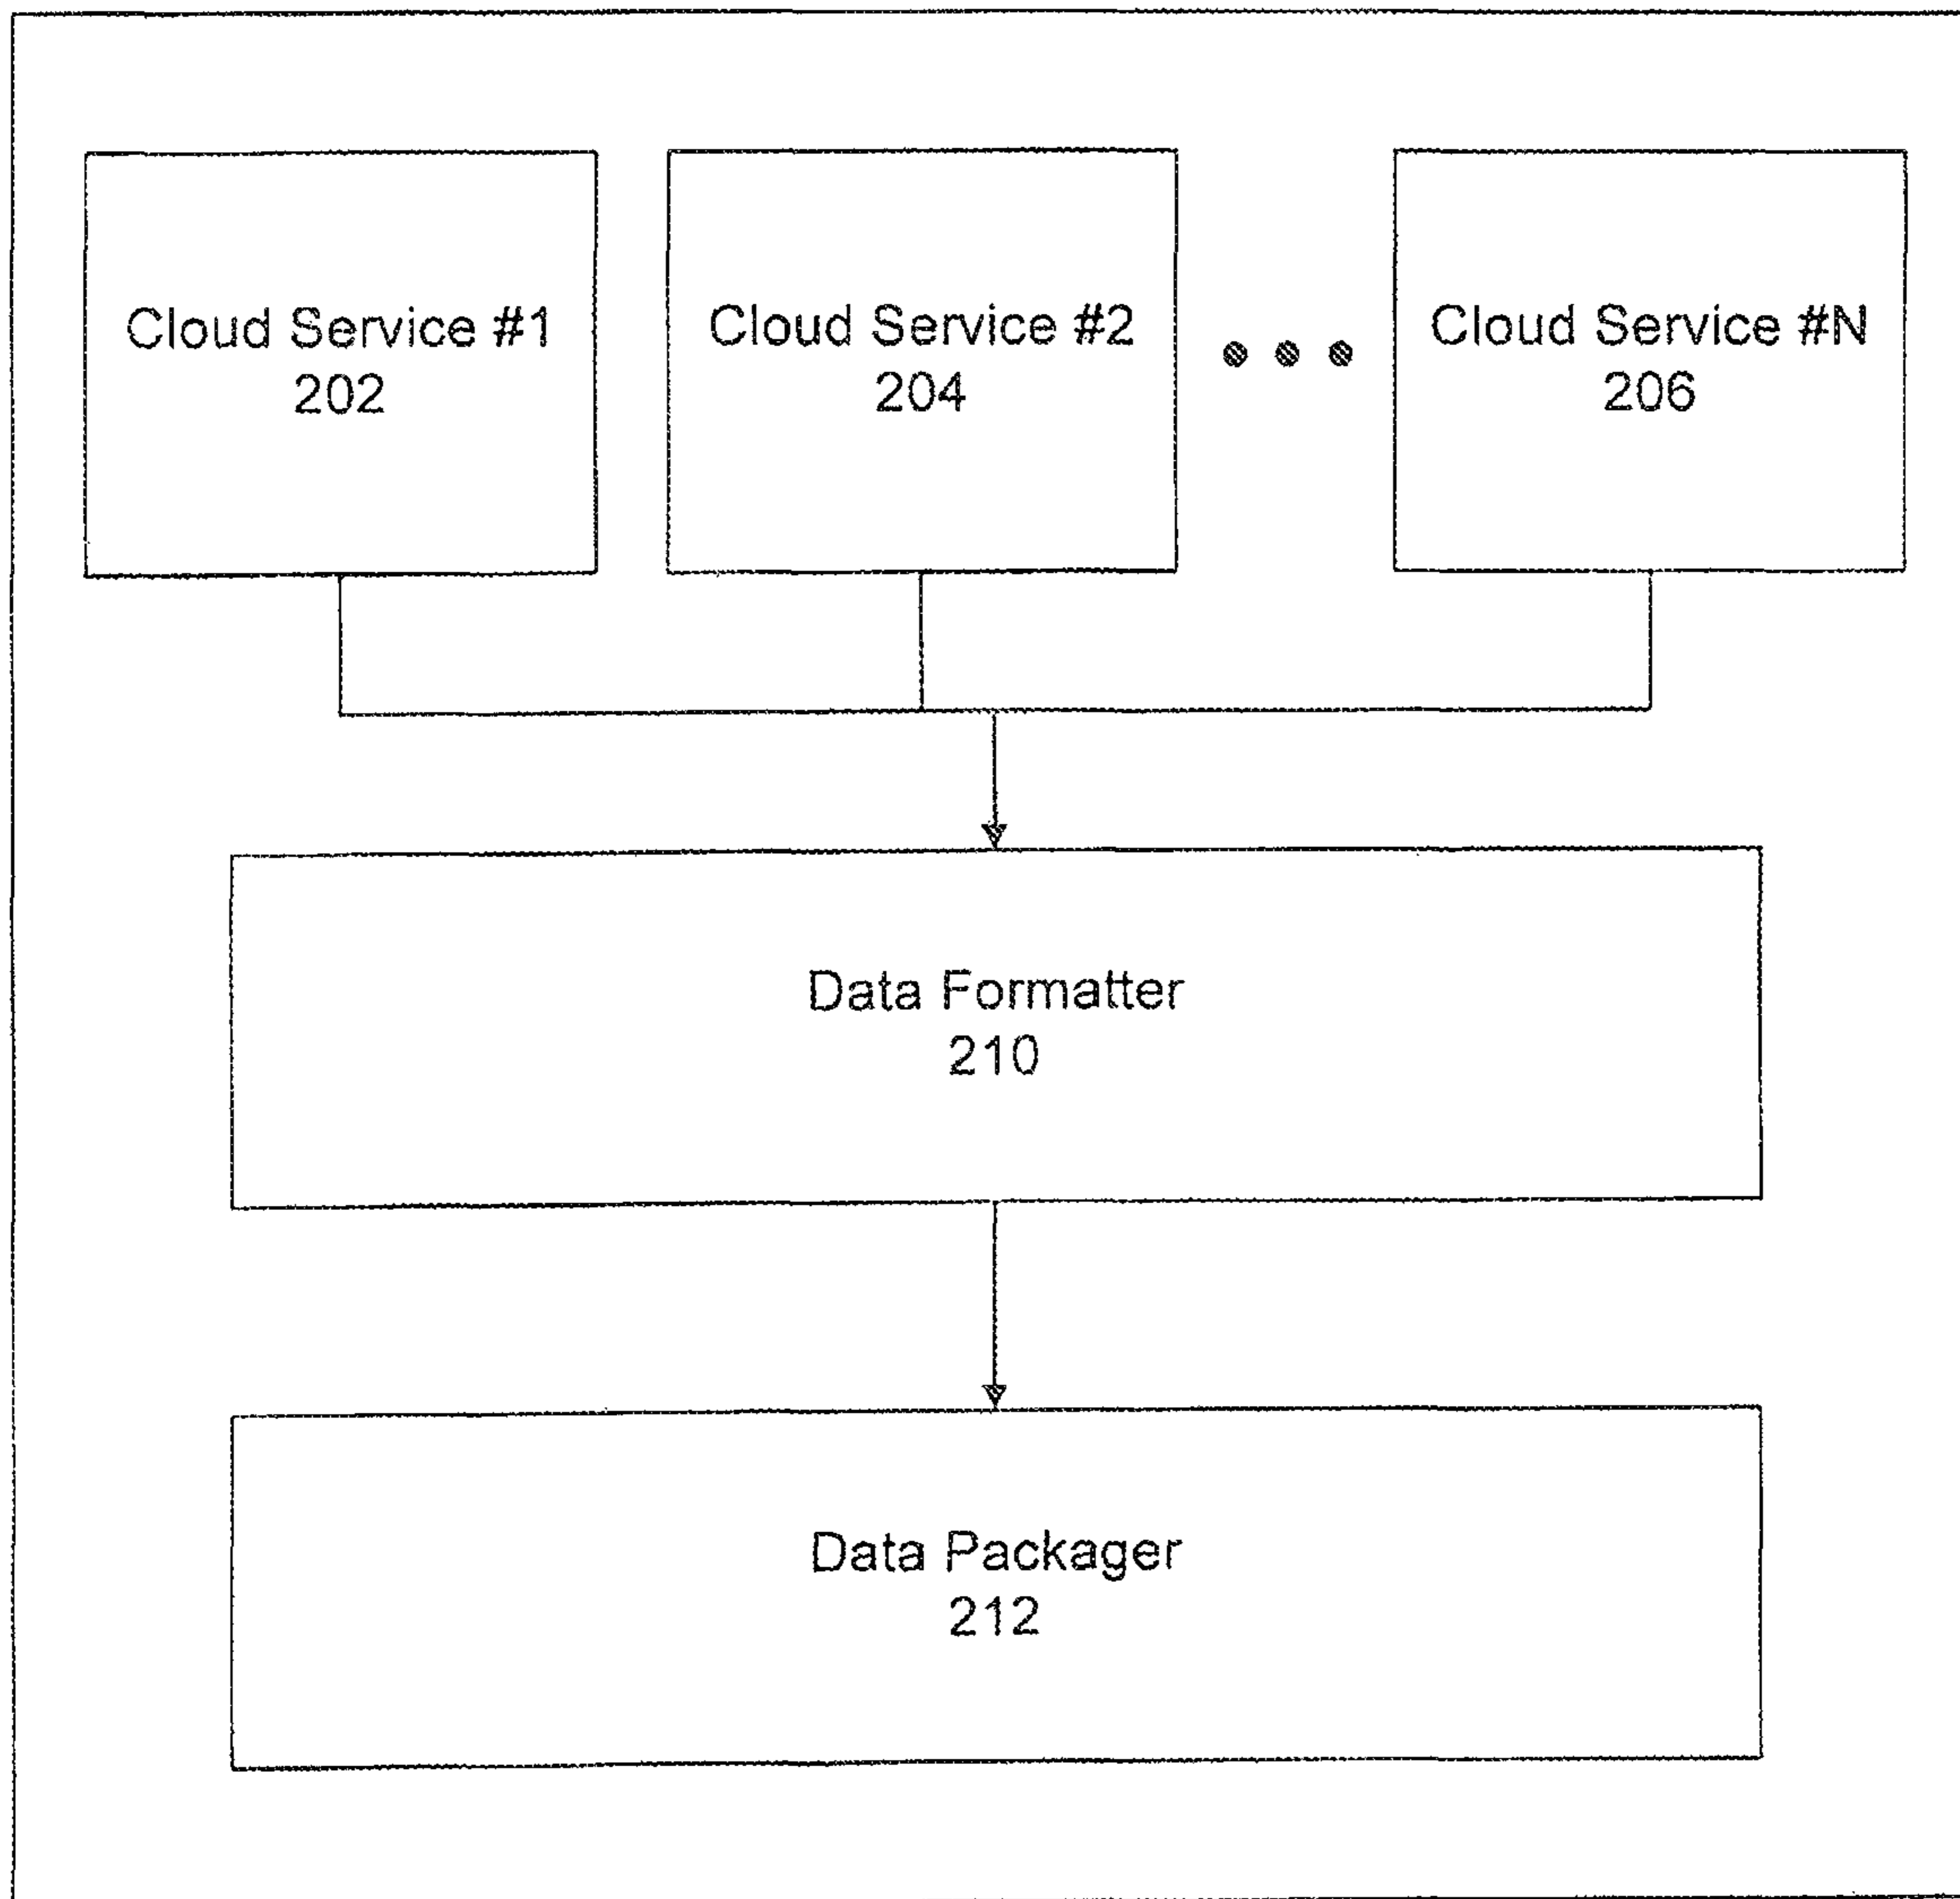 Cloud Service #1
202
Cloud Service #2
204
Cloud Service #N
206
Data Formatter
210
Data Packager
212